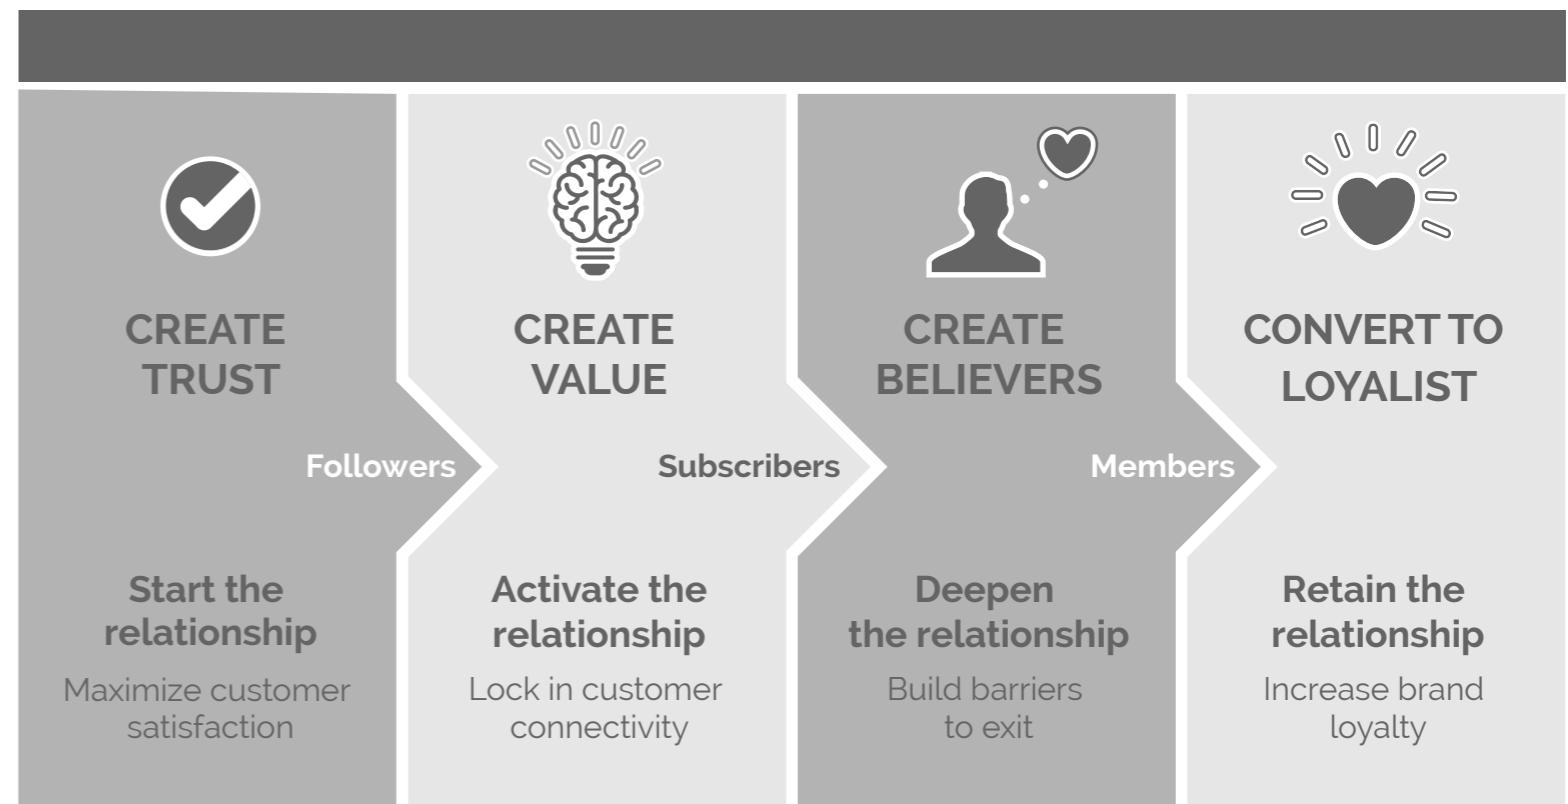 CREATE
TRUST
Followers
Start the
relationship
Maximize customer
satisfaction
CREATE
VALUE
Subscribers
Activate the
relationship
Lock in customer
connectivity
CREATE
BELIEVERS
Members
Deepen
the relationship
Build barriers
to exit
CONVERT TO
LOYALIST
Retain the
relationship
Increase brand
loyalty